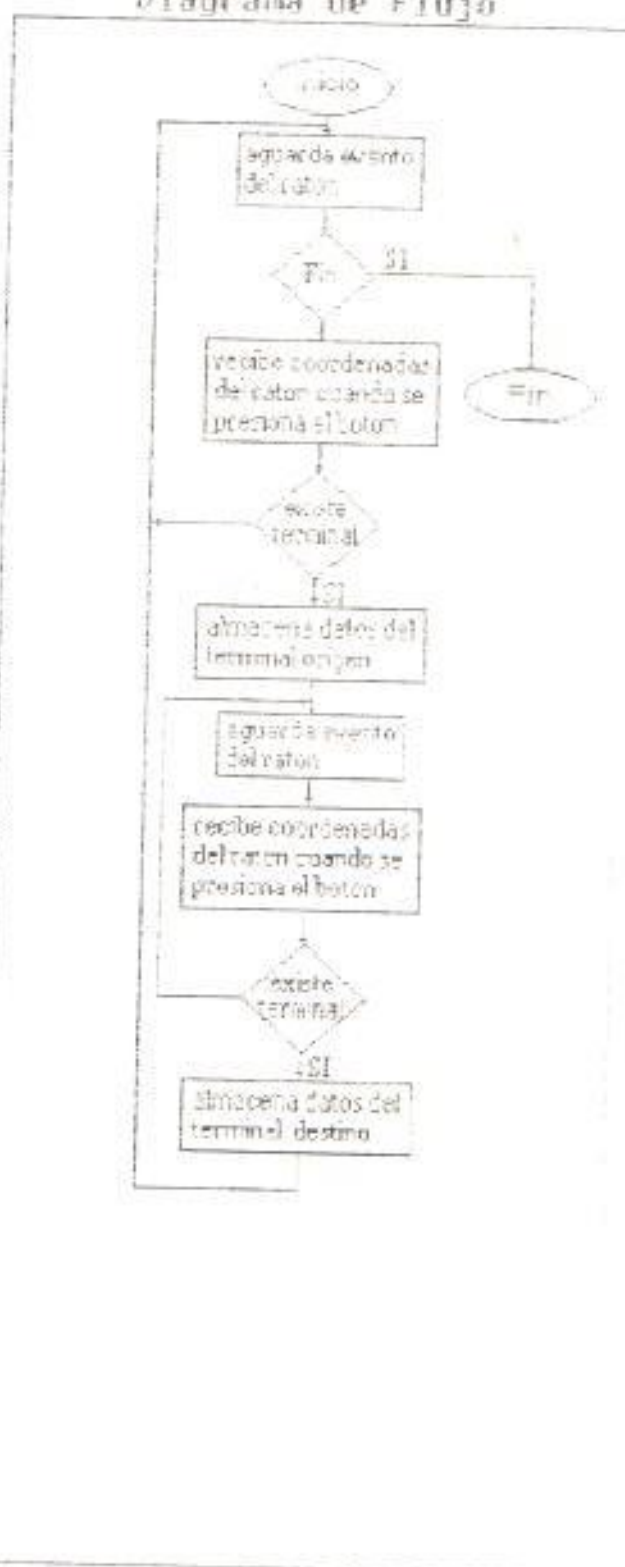 Diagrama de Flujo
inicio
aguarda evento
del raton
Fin
SI
recibe coordenadas
del raton cuando se
presiona el boton
Fin
existe
terminal
SI
almacena datos del
terminal origen
aguarda evento
del raton
recibe coordenadas
del raton cuando se
presiona el boton
existe
terminal
SI
almacena datos del
terminal destino